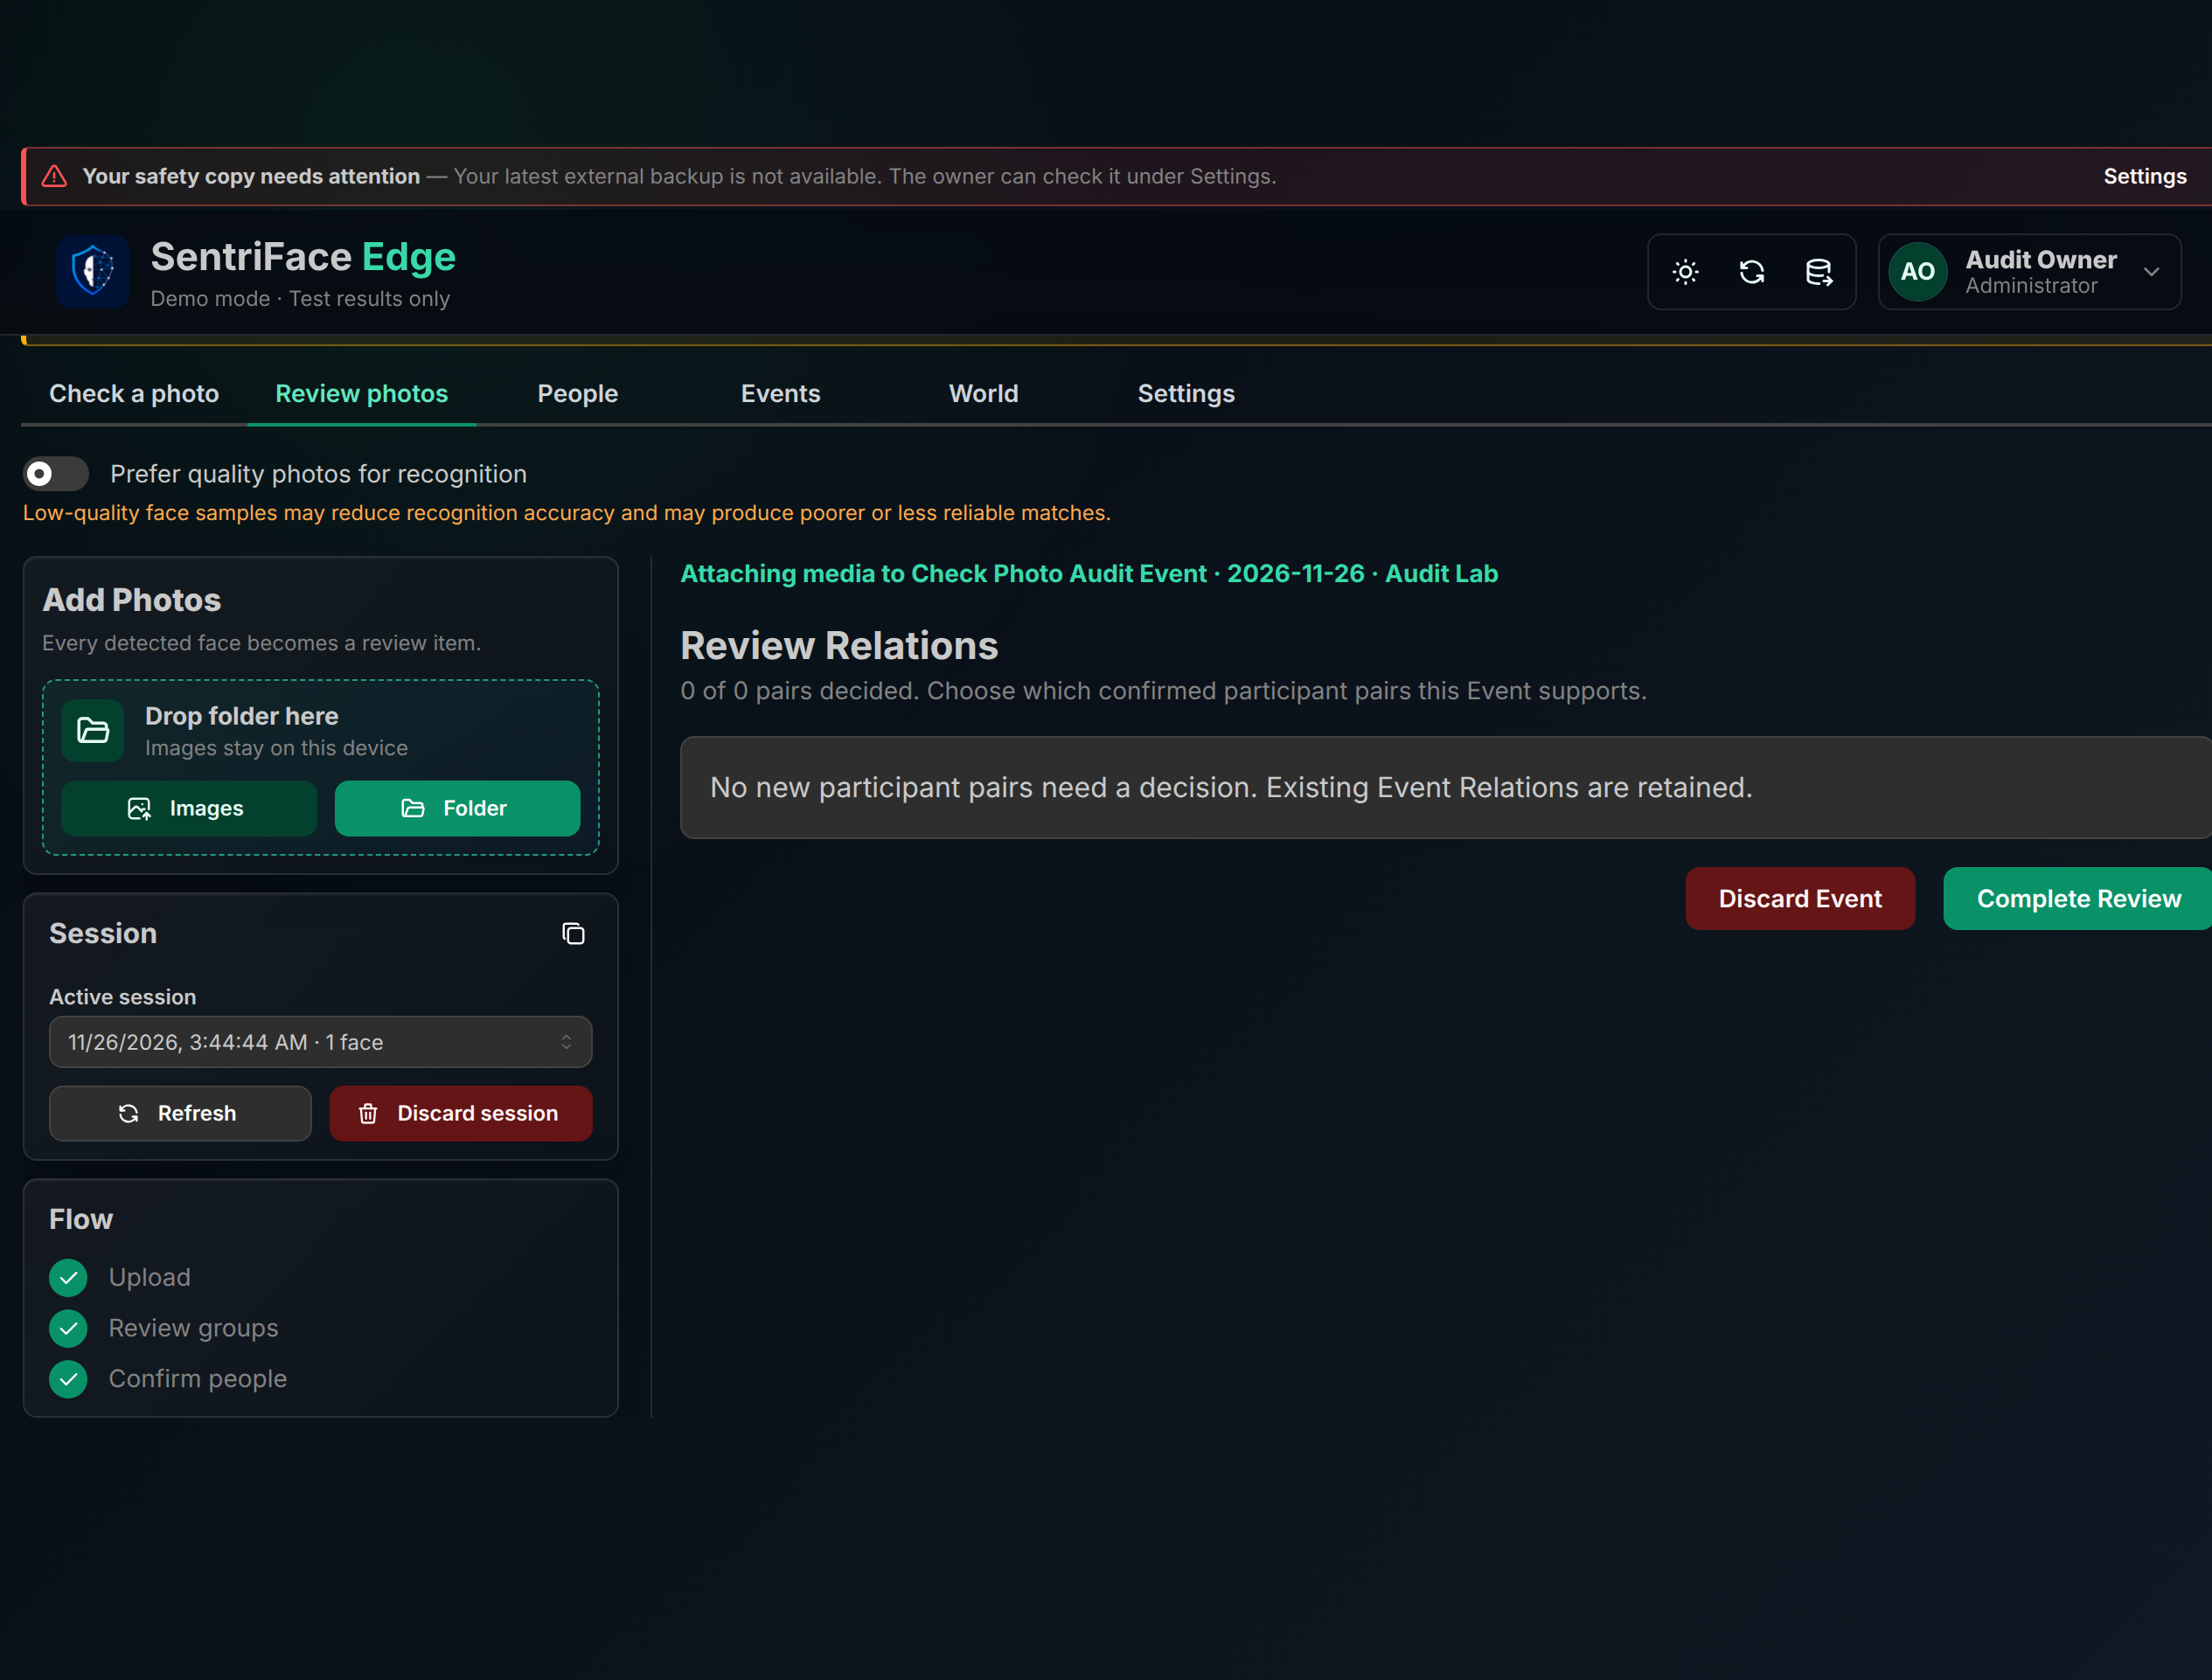 Your safety copy needs attention — Your latest external backup is not available. The owner can check it under Settings.
Settings
SentriFace Edge
Demo mode · Test results only
AO
Audit Owner
Administrator
Check a photo
Review photos
People
Events
World
Settings
Prefer quality photos for recognition
Low-quality face samples may reduce recognition accuracy and may produce poorer or less reliable matches.
Add Photos
Every detected face becomes a review item.
Drop folder here
Images stay on this device
Images
Folder
Session
Active session
11/26/2026, 3:44:44 AM · 1 face
Refresh
Discard session
Flow
Upload
Review groups
Confirm people
Attaching media to Check Photo Audit Event · 2026-11-26 · Audit Lab
Review Relations
0 of 0 pairs decided. Choose which confirmed participant pairs this Event supports.
No new participant pairs need a decision. Existing Event Relations are retained.
Discard Event
Complete Review